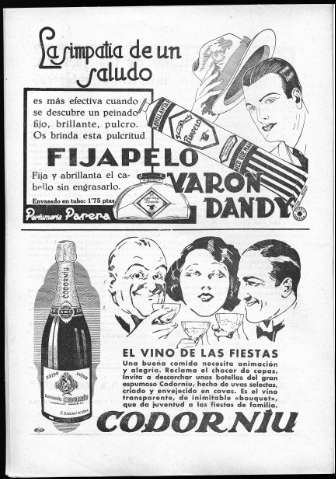 La simpatia de un
saludo
es más efectiva cuando
se descubre un peinado
fijo, brillante, pulcro.
Os brinda esta pulcritud
FIJAPELO
Fija y abrillanta el ca-
bello sin engrasarlo.
VARON
DANDY
Envasado en tubo: 1'75 ptas
Perfumería Parera
CODORNIU
EL VINO DE LAS FIESTAS
Una buena comida necesita animación
y alegría. Reclama el chocar de copas.
Invita a descorchar unas botellas del gran
espumoso Codorniu, hecho de uvas selectas,
criado y envejecido en cavas. Es el vino
transparente, de inimitable «bouquet»,
que da juventud a las fiestas de familia.
CODORNIU